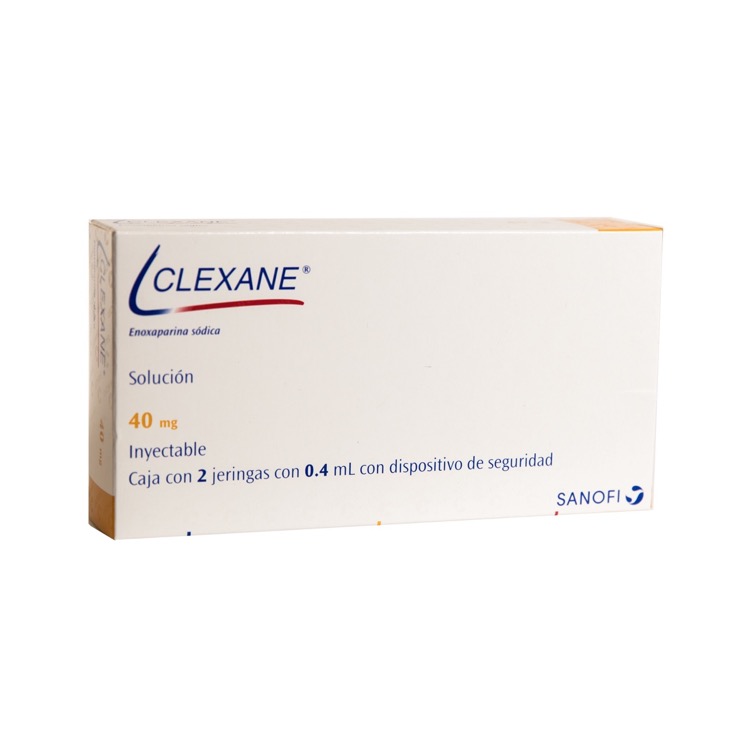 CLEXANE®
Enoxaparina sódica
Solución
40 mg
Inyectable
Caja con 2 jeringas con 0.4 mL con dispositivo de seguridad
SANOFI
CLEXANE®
40 mg